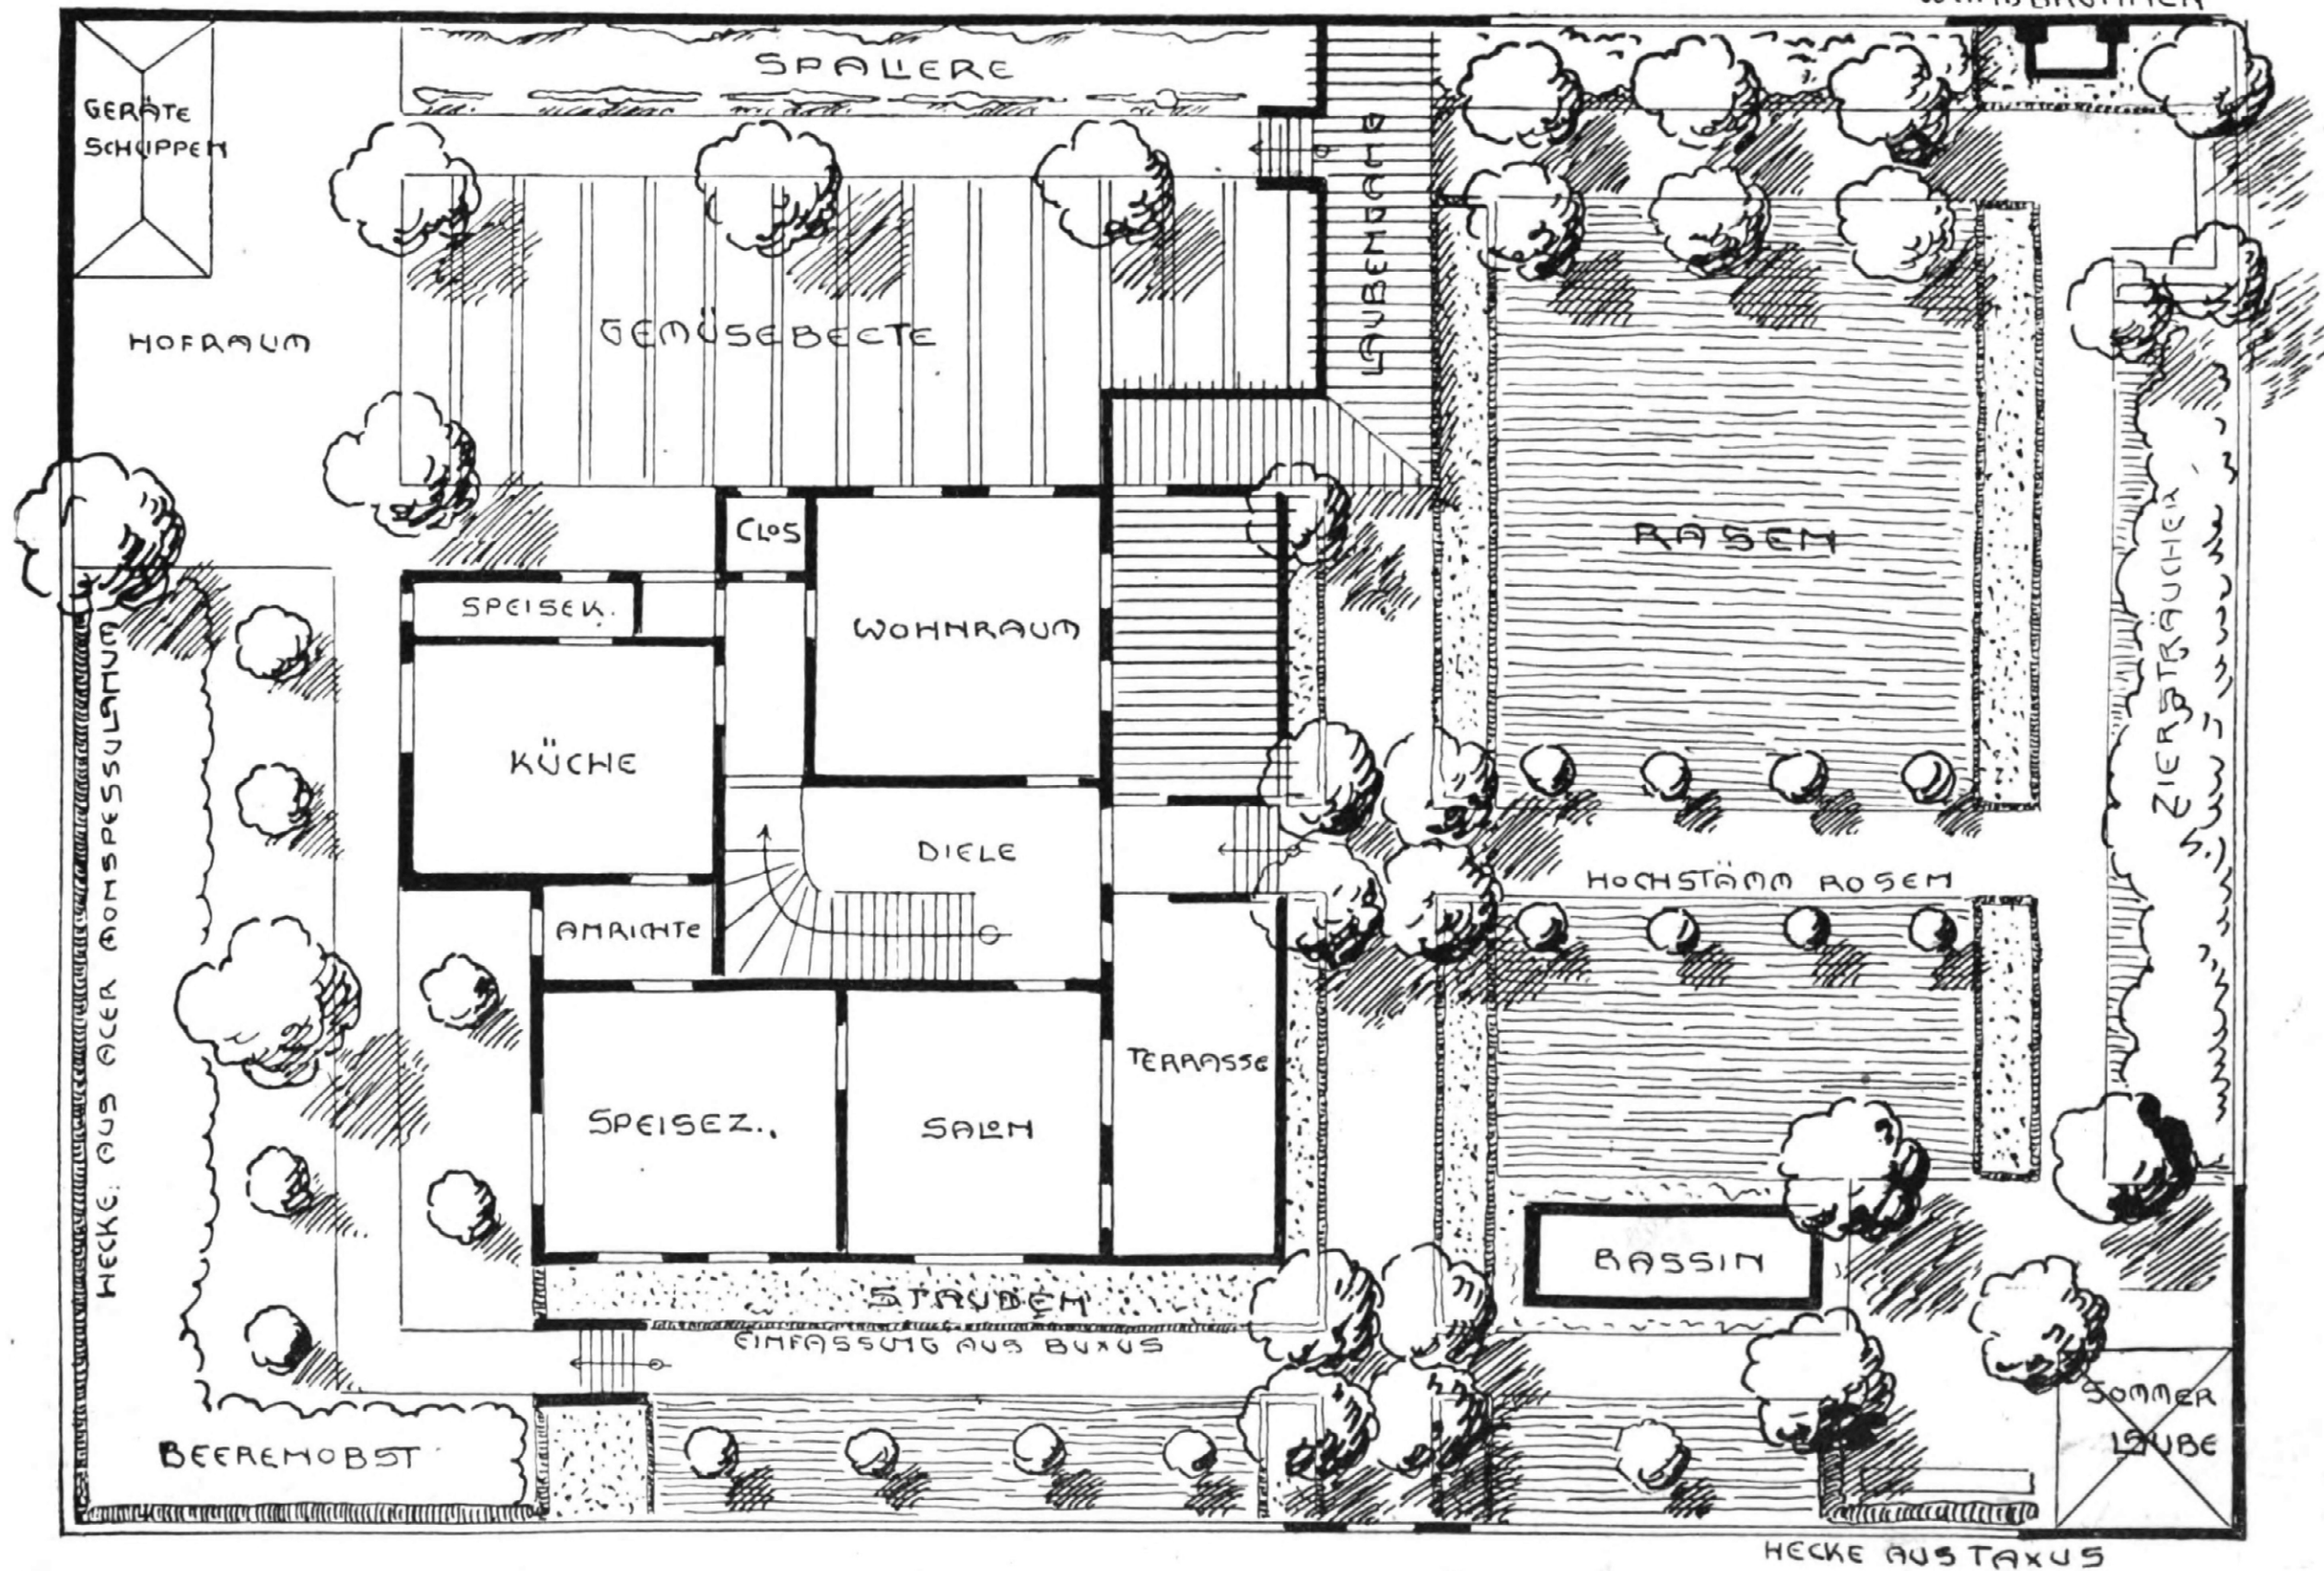 WANDBRUNNEN
SPALIERE
GERÄTE
SCHUPPEN
LAUBENGANG
HOFRAUM
GEMÜSEBEETE
CLOS
RASEN
SPEISEK.
WOHNRAUM
ZIERSTRÄUCHER
KÜCHE
DIELE
HOCHSTÄMM ROSEN
ANRICHTE
HECKE AUS ACER MONSPESSULANUM
TERRASSE
SPEISEZ.
SALON
BASSIN
STAUDEN
EINFASSUNG AUS BUXUS
SOMMER
LAUBE
BEERENOBST
HECKE AUS TAXUS